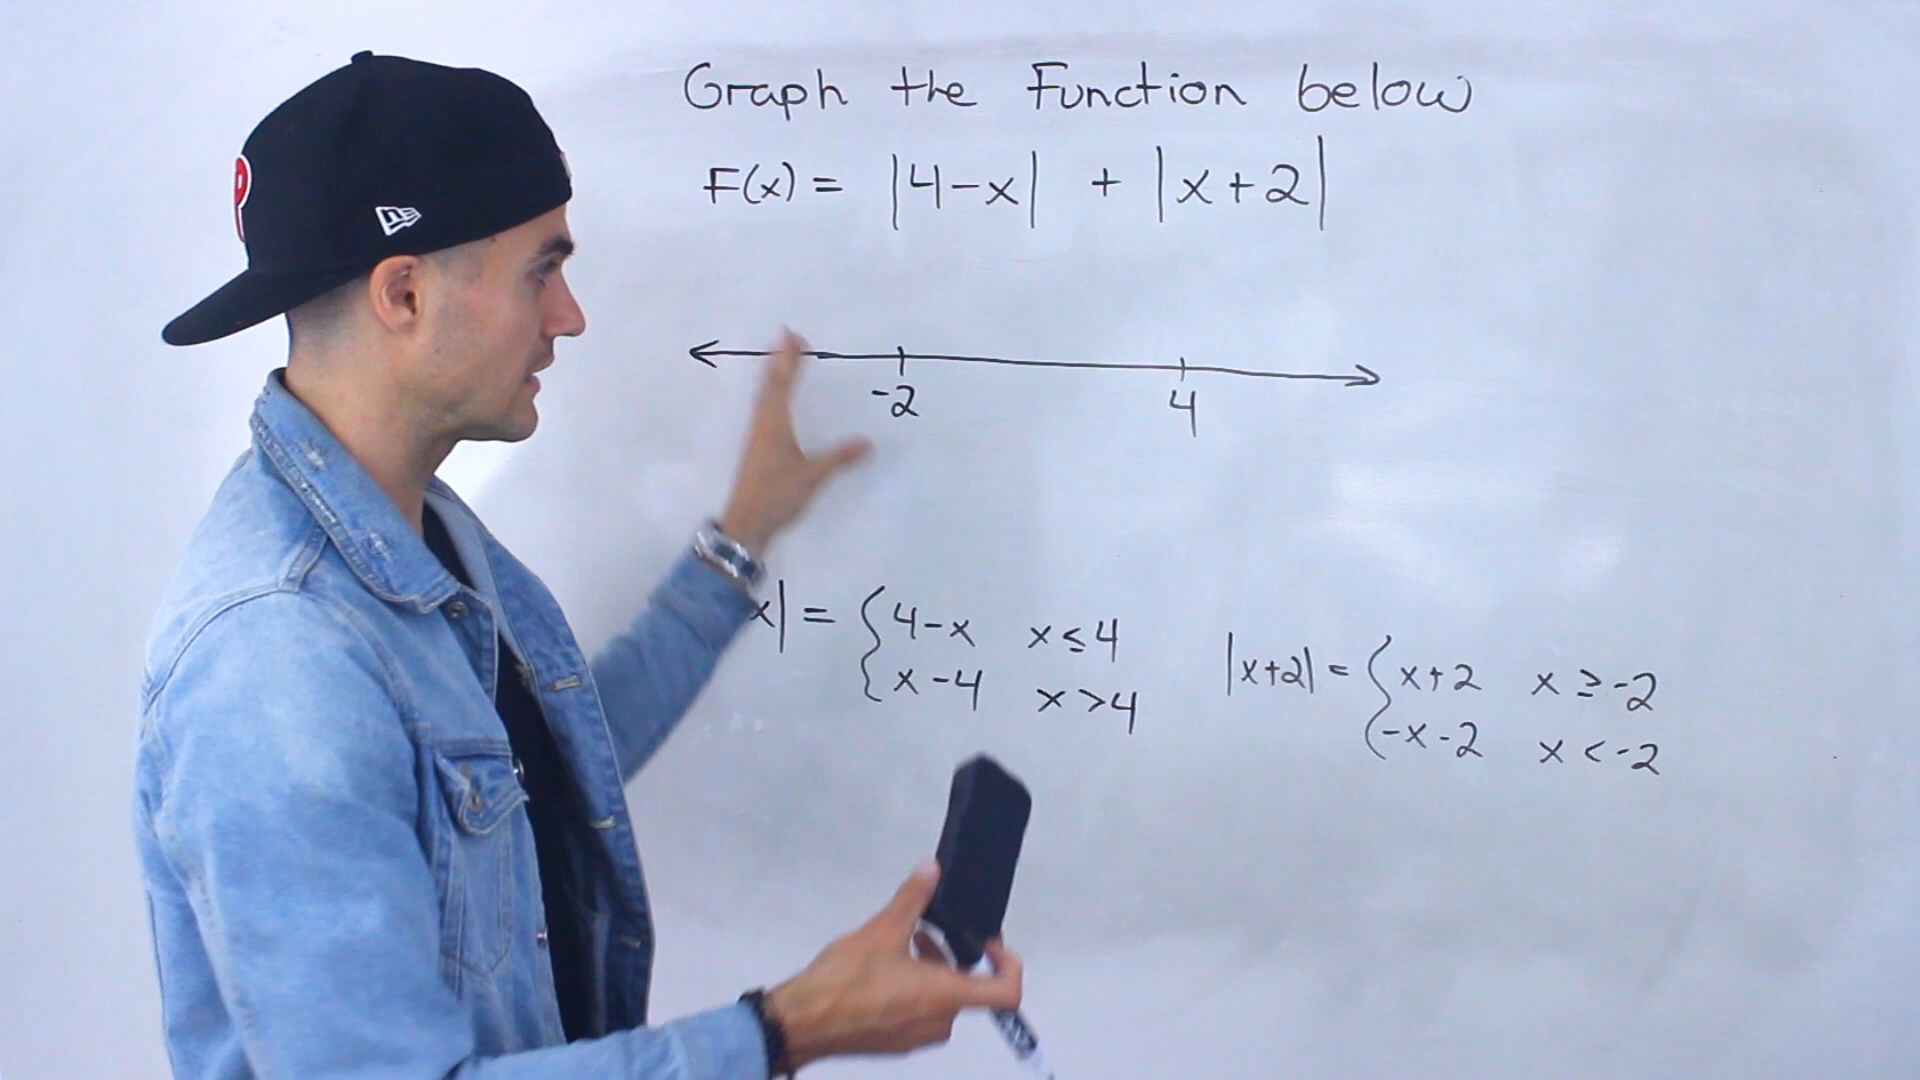 Graph the Function below
F(x) = |4-x| + |x+2|
-2 4
x| = { 4-x x ≤ 4
x-4 x > 4
|x+2| = { x+2 x ≥ -2
-x-2 x < -2
P